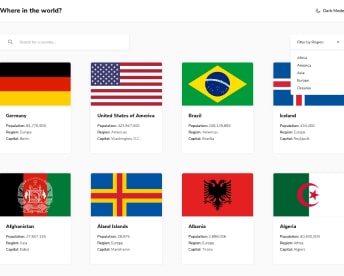 Where in the world?
Dark Mode
Search for a country...
Filter by Region
Africa
America
Asia
Europe
Oceania
Germany
Population: 81,770,900
Region: Europe
Capital: Berlin
United States of America
Population: 323,947,000
Region: Americas
Capital: Washington, D.C.
Brazil
Population: 206,135,893
Region: Americas
Capital: Brasília
Iceland
Population: 334,300
Region: Europe
Capital: Reykjavík
Afghanistan
Population: 27,657,145
Region: Asia
Capital: Kabul
Åland Islands
Population: 28,875
Region: Europe
Capital: Mariehamn
Albania
Population: 2,886,026
Region: Europe
Capital: Tirana
Algeria
Population: 40,400,000
Region: Africa
Capital: Algiers